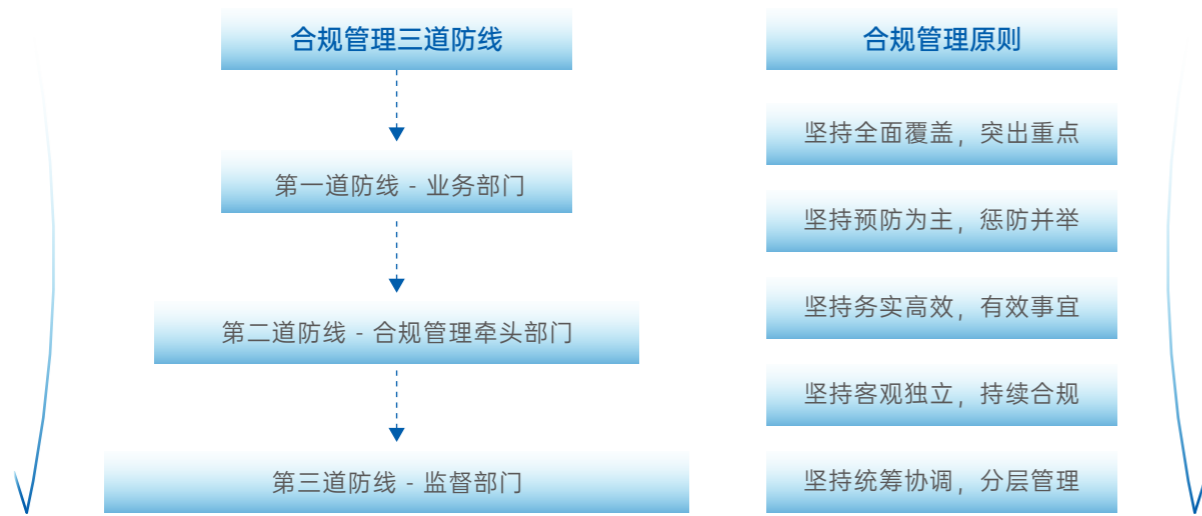 合规管理三道防线
第一道防线 - 业务部门
第二道防线 - 合规管理牵头部门
第三道防线 - 监督部门
合规管理原则
坚持全面覆盖，突出重点
坚持预防为主，惩防并举
坚持务实高效，有效事宜
坚持客观独立，持续合规
坚持统筹协调，分层管理